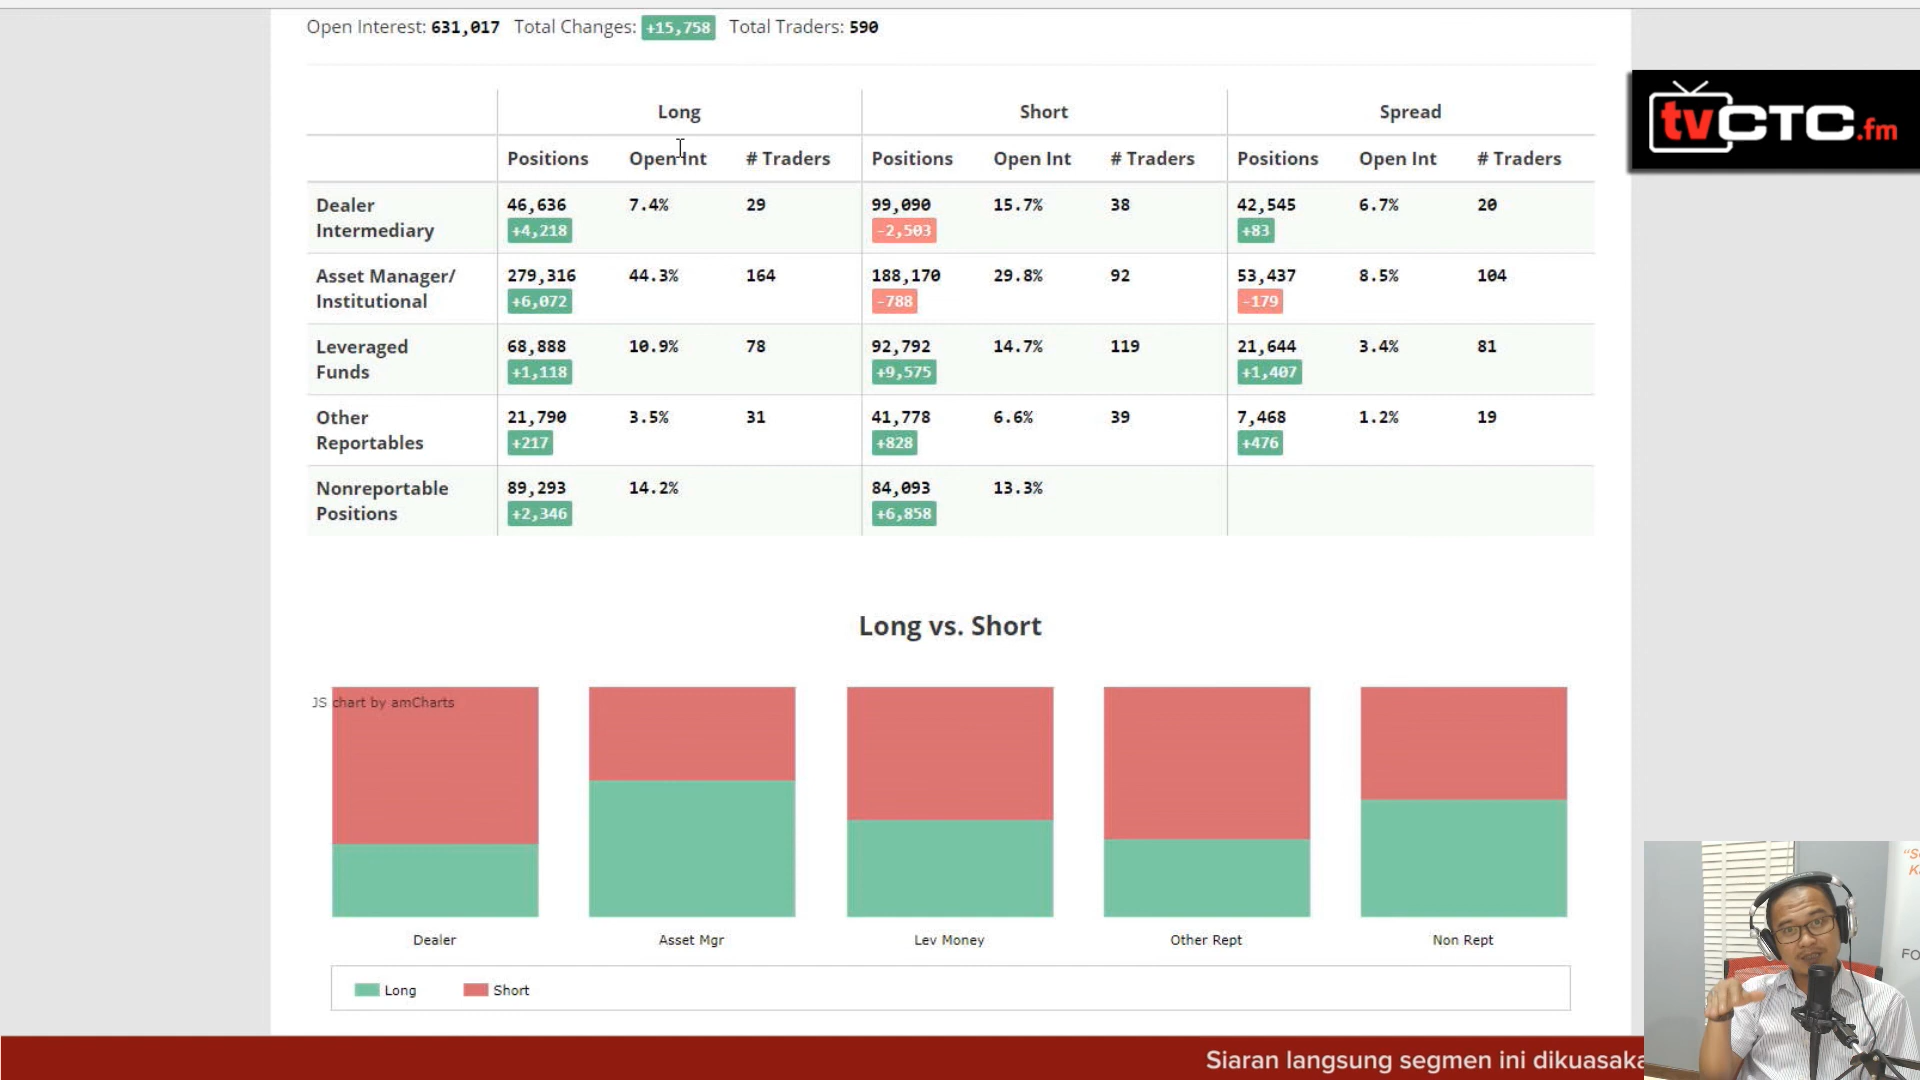 Open Interest: 631,017 Total Changes: +15,758 Total Traders: 590
tvCTC.fm
Long Short Spread
Positions Open Int # Traders Positions Open Int # Traders Positions Open Int # Traders
Dealer Intermediary 46,636 +4,218 7.4% 29 99,090 -2,503 15.7% 38 42,545 +83 6.7% 20
Asset Manager/ Institutional 279,316 +6,072 44.3% 164 188,170 -788 29.8% 92 53,437 -179 8.5% 104
Leveraged Funds 68,888 +1,118 10.9% 78 92,792 +9,575 14.7% 119 21,644 +1,407 3.4% 81
Other Reportables 21,790 +217 3.5% 31 41,778 +828 6.6% 39 7,468 +476 1.2% 19
Nonreportable Positions 89,293 +2,346 14.2% 84,093 +6,858 13.3%
Long vs. Short
JS chart by amCharts
Dealer Asset Mgr Lev Money Other Rept Non Rept
Long Short
FO
Siaran langsung segmen ini dikuasaka